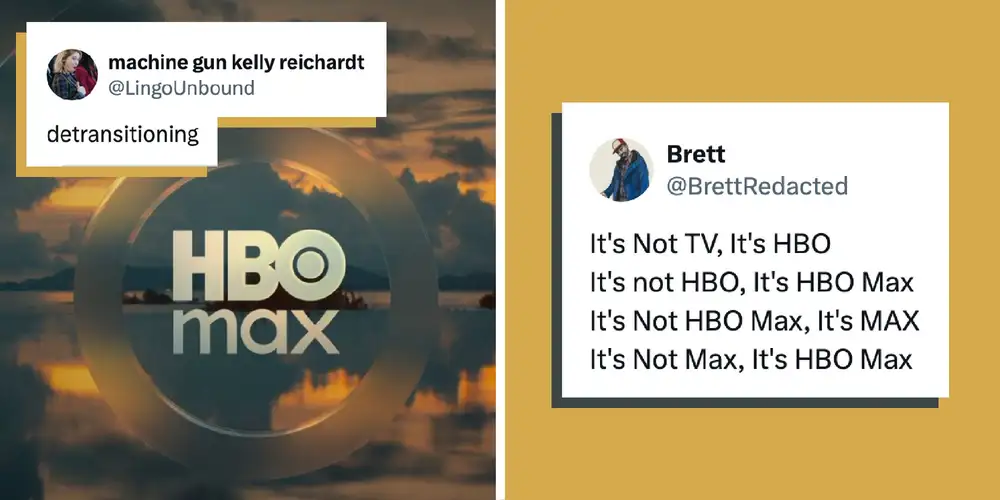 machine gun kelly reichardt
@LingoUnbound
detransitioning
HBO
max
Brett
@BrettRedacted
It's Not TV, It's HBO
It's not HBO, It's HBO Max
It's Not HBO Max, It's MAX
It's Not Max, It's HBO Max